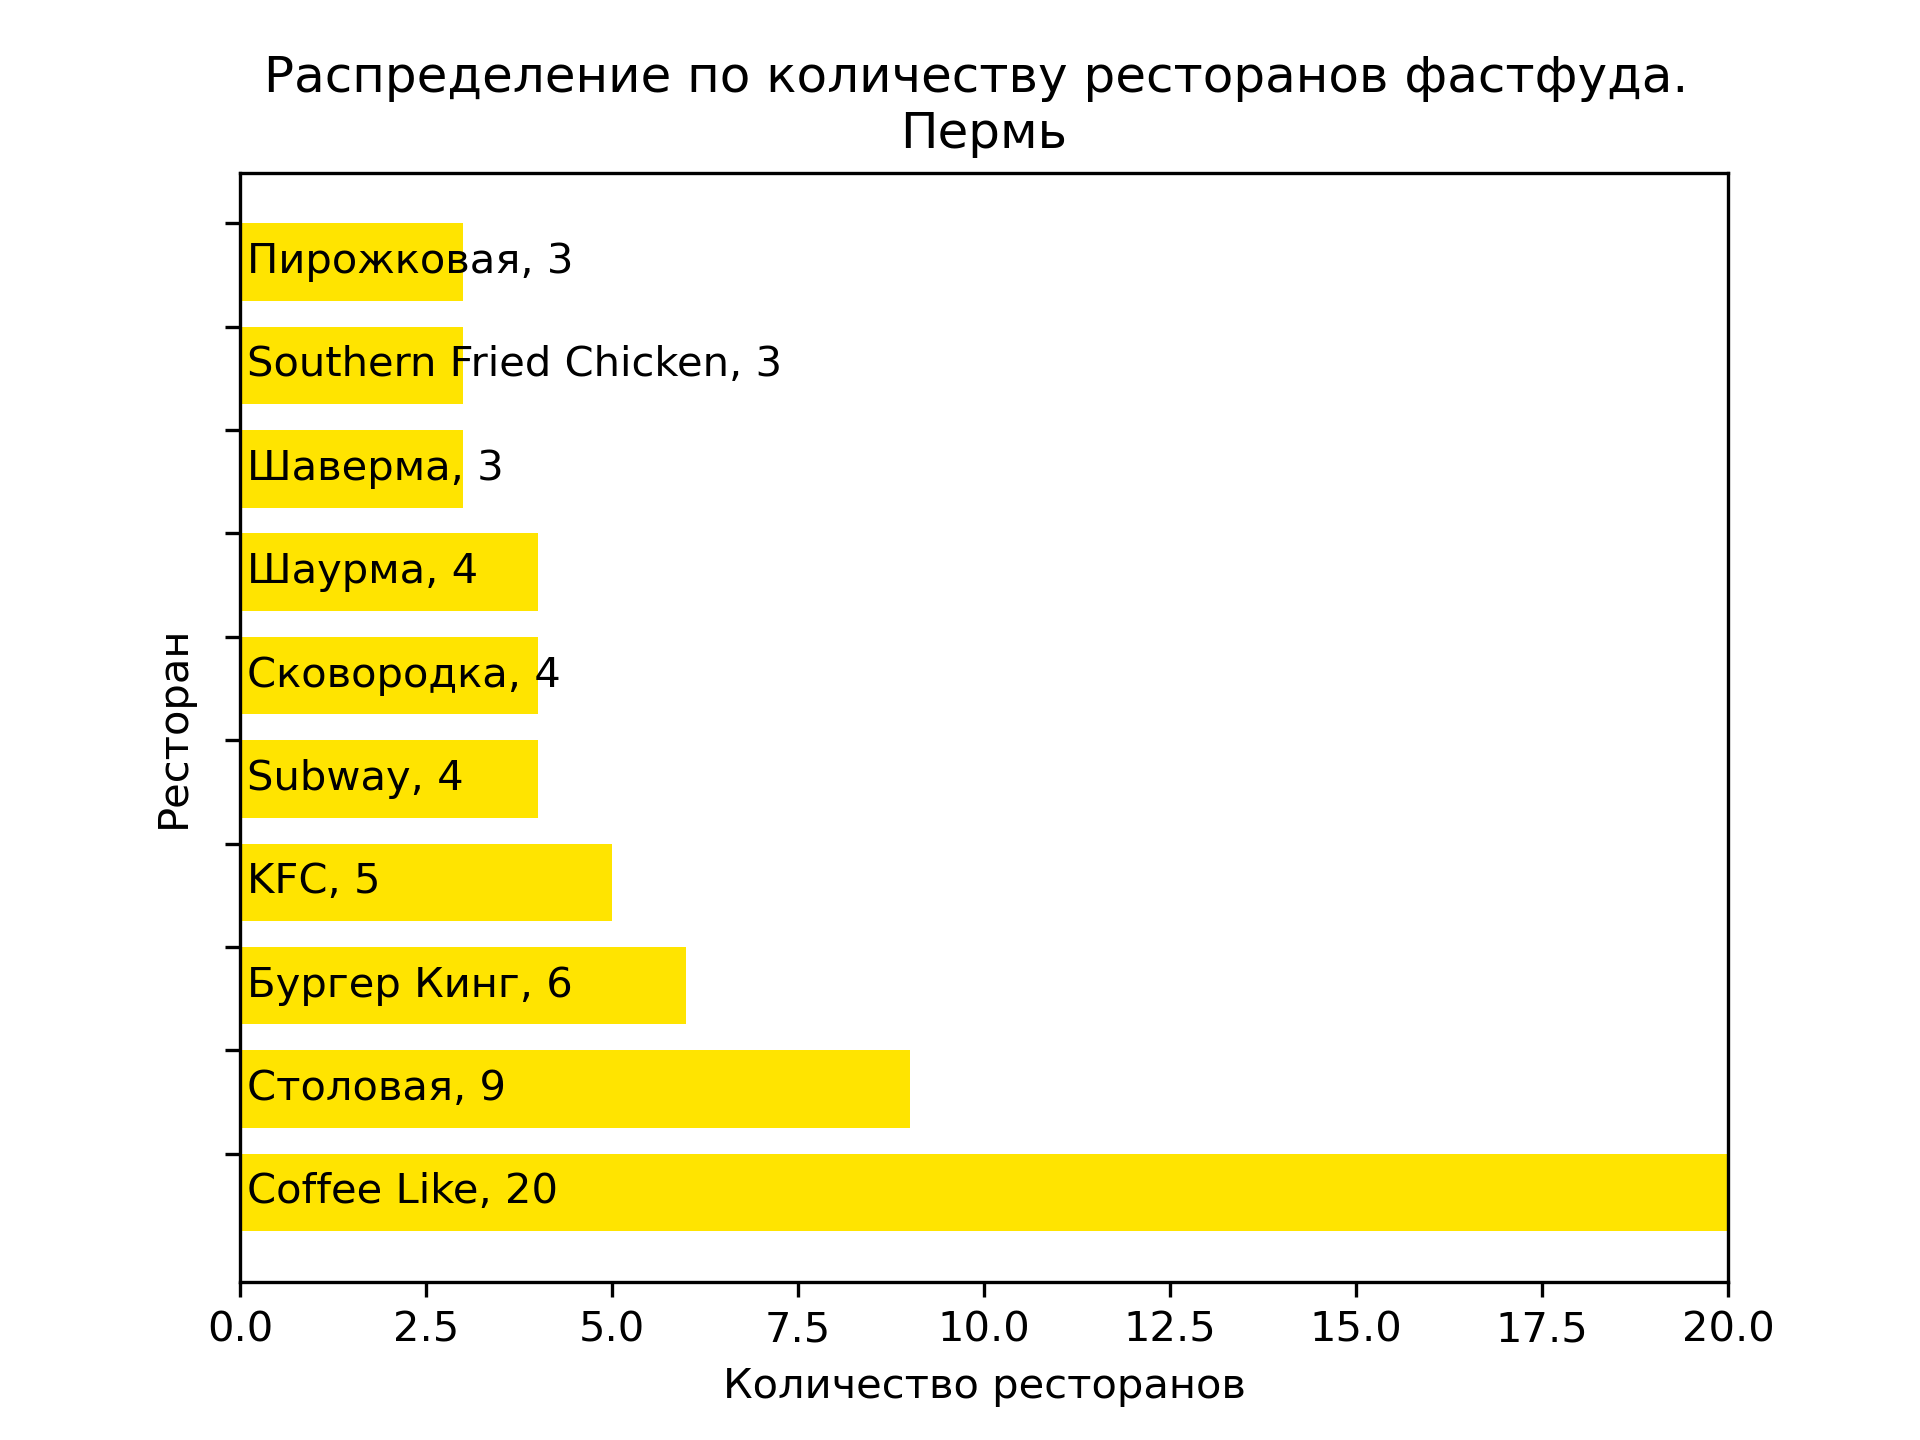 Распределение по количеству ресторанов фастфуда.
Пермь
Ресторан
Пирожковая, 3
Southern Fried Chicken, 3
Шаверма, 3
Шаурма, 4
Сковородка, 4
Subway, 4
KFC, 5
Бургер Кинг, 6
Столовая, 9
Coffee Like, 20
0.0 2.5 5.0 7.5 10.0 12.5 15.0 17.5 20.0
Количество ресторанов